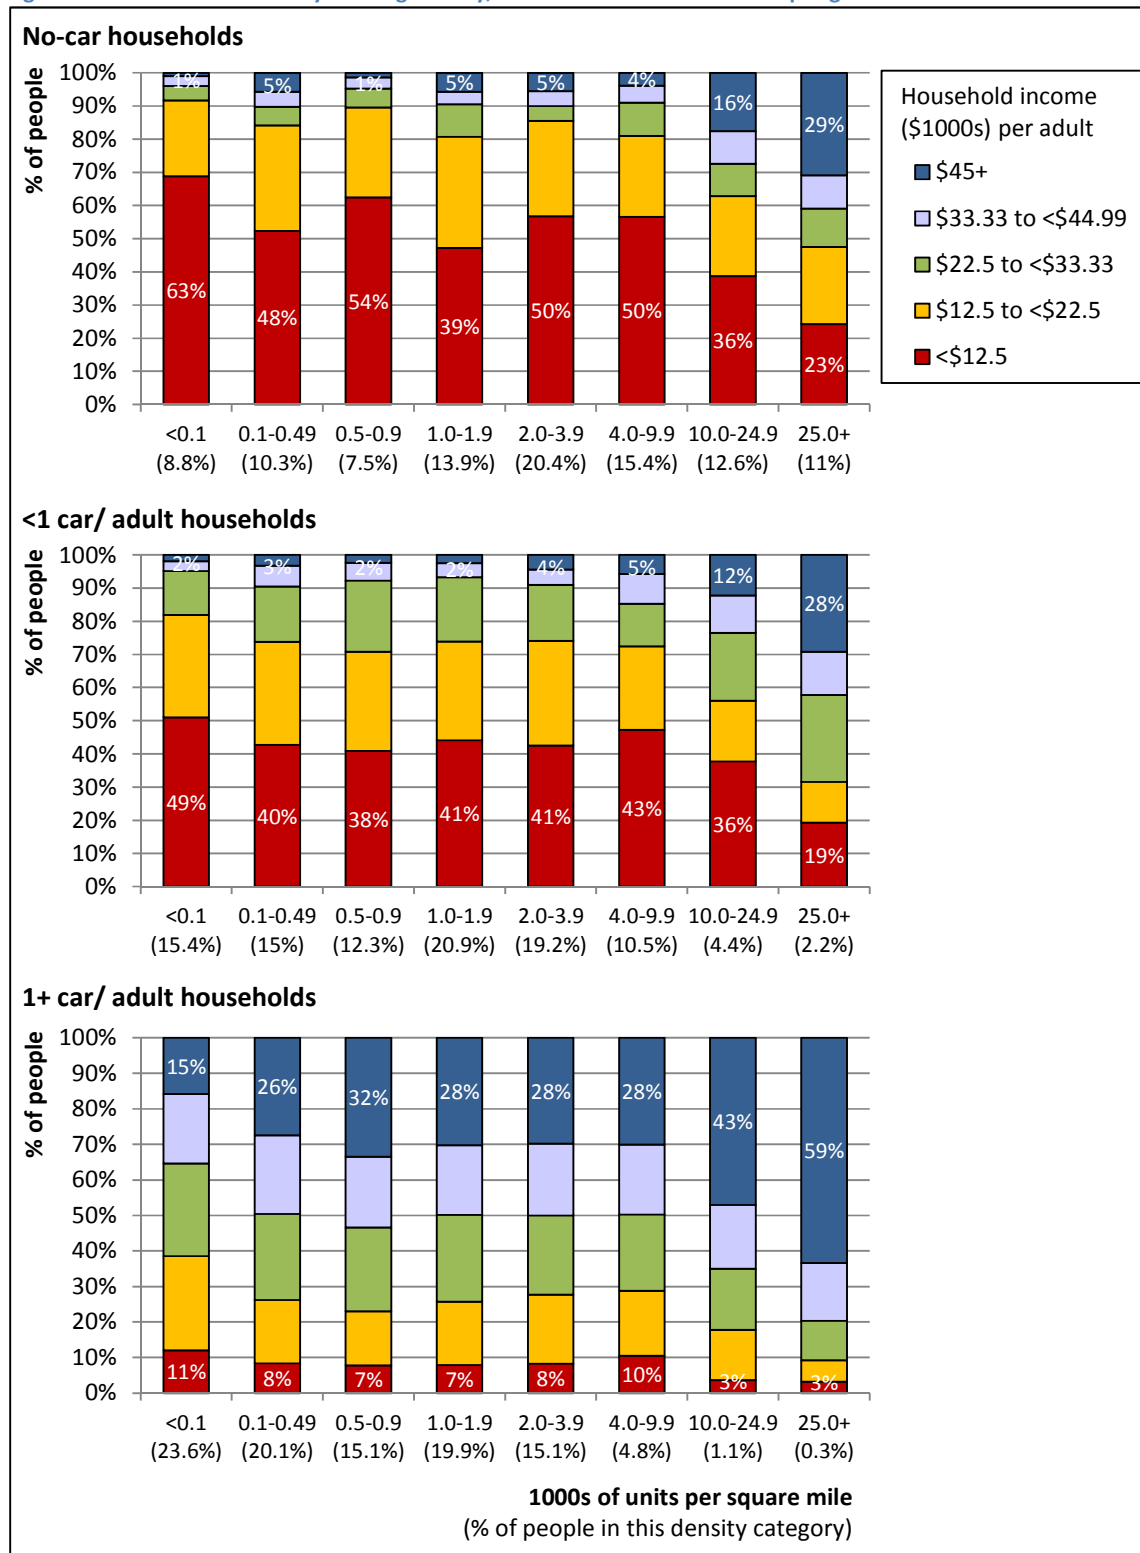 No-car households
% of people
100%
90%
80%
70%
60%
50%
40%
30%
20%
10%
0%
1% 5% 1% 5% 5% 4% 16% 29%
63% 48% 54% 39% 50% 50% 36% 23%
<0.1 0.1-0.49 0.5-0.9 1.0-1.9 2.0-3.9 4.0-9.9 10.0-24.9 25.0+
(8.8%) (10.3%) (7.5%) (13.9%) (20.4%) (15.4%) (12.6%) (11%)
Household income
($1000s) per adult
$45+
$33.33 to <$44.99
$22.5 to <$33.33
$12.5 to <$22.5
<$12.5
<1 car/ adult households
% of people
100%
90%
80%
70%
60%
50%
40%
30%
20%
10%
0%
2% 3% 2% 2% 4% 5% 12% 28%
49% 40% 38% 41% 41% 43% 36% 19%
<0.1 0.1-0.49 0.5-0.9 1.0-1.9 2.0-3.9 4.0-9.9 10.0-24.9 25.0+
(15.4%) (15%) (12.3%) (20.9%) (19.2%) (10.5%) (4.4%) (2.2%)
1+ car/ adult households
% of people
100%
90%
80%
70%
60%
50%
40%
30%
20%
10%
0%
15% 26% 32% 28% 28% 28% 43% 59%
11% 8% 7% 7% 8% 10% 3% 3%
<0.1 0.1-0.49 0.5-0.9 1.0-1.9 2.0-3.9 4.0-9.9 10.0-24.9 25.0+
(23.6%) (20.1%) (15.1%) (19.9%) (15.1%) (4.8%) (1.1%) (0.3%)
1000s of units per square mile
(% of people in this density category)